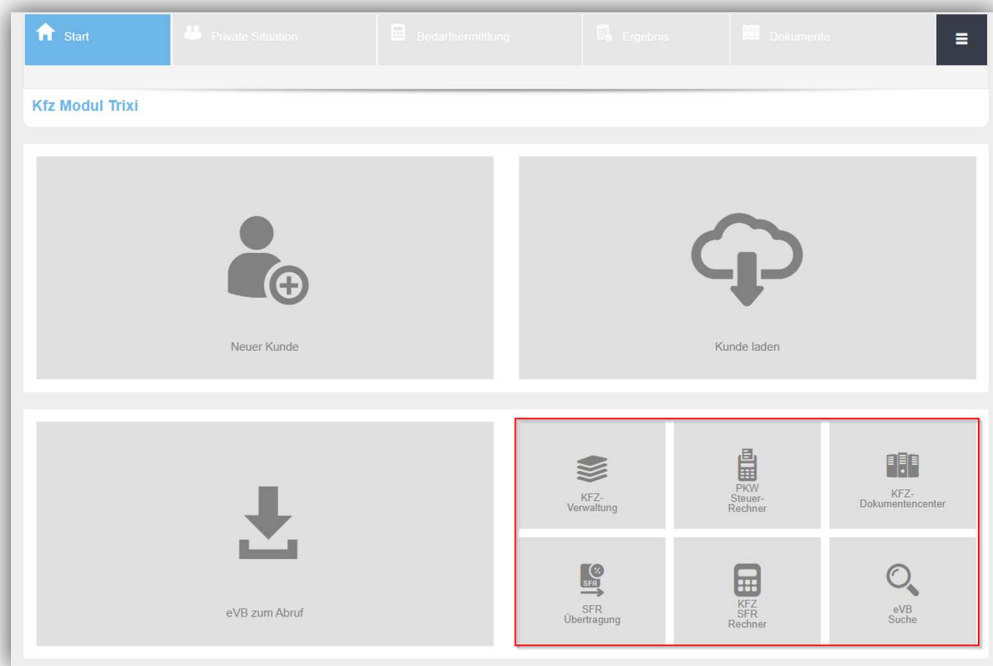 Start
Private Situation
Bedarfsermittlung
Ergebnis
Dokumente
Kfz Modul Trixi
Neuer Kunde
Kunde laden
eVB zum Abruf
KFZ-
Verwaltung
PKW
Steuer-
Rechner
KFZ-
Dokumentencenter
SFR
SFR
Übertragung
KFZ
SFR
Rechner
eVB
Suche